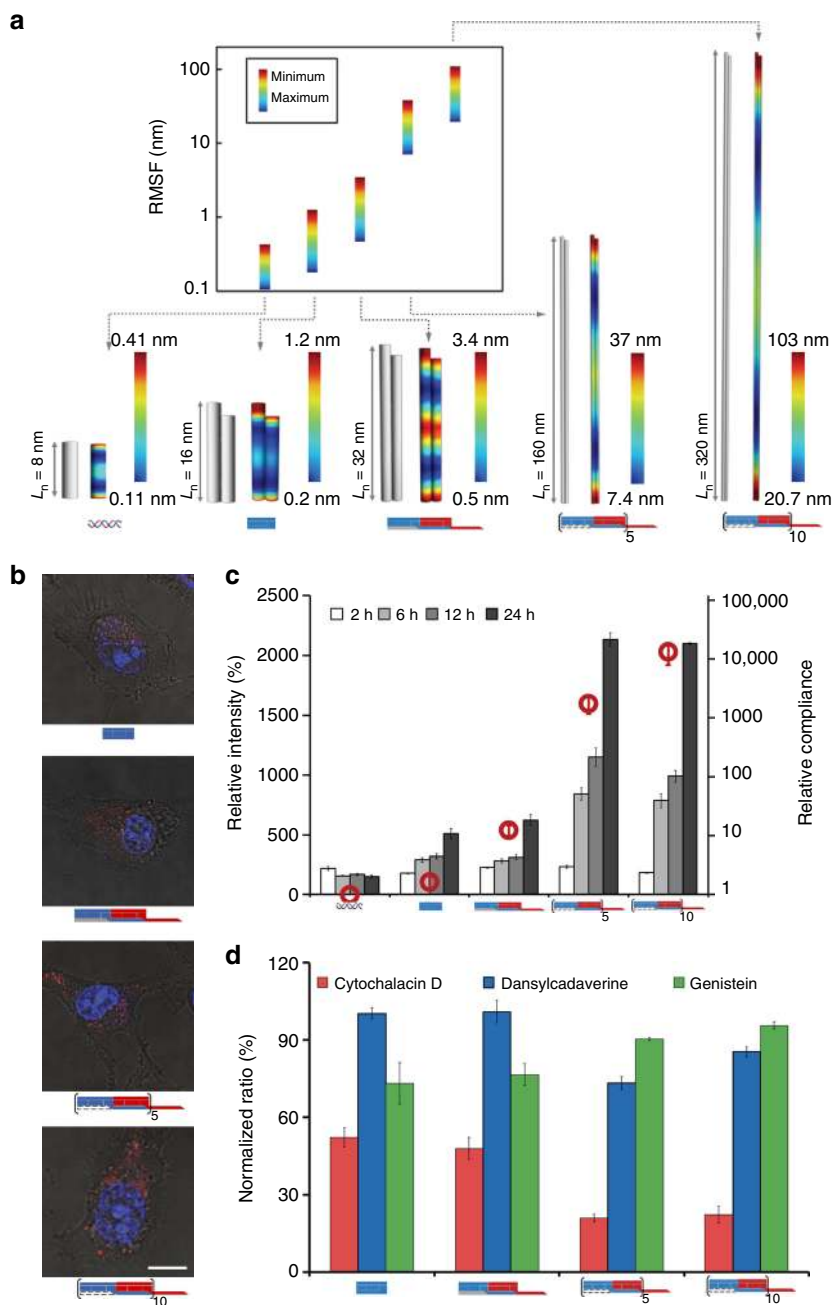 a
100
10
1
0.1
RMSF (nm)
Minimum
Maximum
0.41 nm
0.11 nm
Ln = 8 nm
1.2 nm
0.2 nm
Ln = 16 nm
3.4 nm
0.5 nm
Ln = 32 nm
37 nm
7.4 nm
Ln = 160 nm
5
103 nm
20.7 nm
Ln = 320 nm
10
b
5
10
c
2500
2000
1500
1000
500
0
Relative intensity (%)
2 h 6 h 12 h 24 h
100,000
10,000
1000
100
10
1
Relative compliance
5
10
d
120
90
60
30
0
Normalized ratio (%)
Cytochalacin D Dansylcadaverine Genistein
5
10